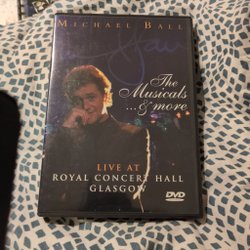 MICHAEL BALL
The
Musicals
...& more
LIVE AT
ROYAL CONCERT HALL
GLASGOW
DVD